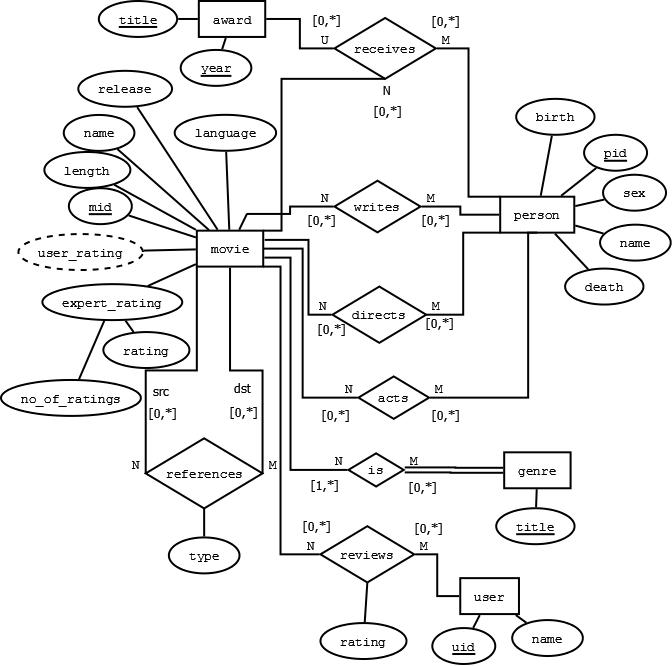 title
award
[0,*]
U
receives
[0,*]
M
year
N
[0,*]
release
name
language
length
mid
user_rating
movie
expert_rating
rating
no_of_ratings
birth
pid
sex
person
name
death
N
writes
M
[0,*]
[0,*]
N
directs
M
[0,*]
[0,*]
N
acts
M
[0,*]
[0,*]
src
dst
[0,*]
[0,*]
N
references
M
type
N
is
M
[1,*]
[0,*]
genre
title
[0,*]
[0,*]
N
reviews
M
rating
user
uid
name